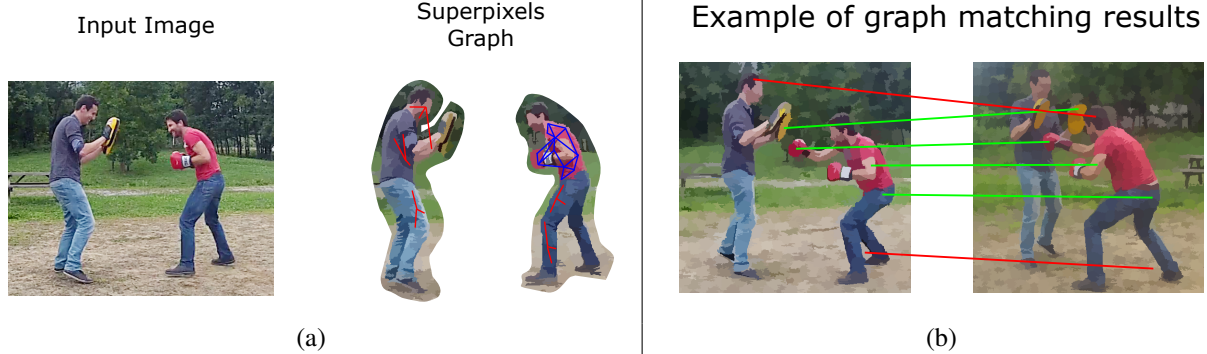 Input Image
Superpixels
Graph
Example of graph matching results
(a)
(b)